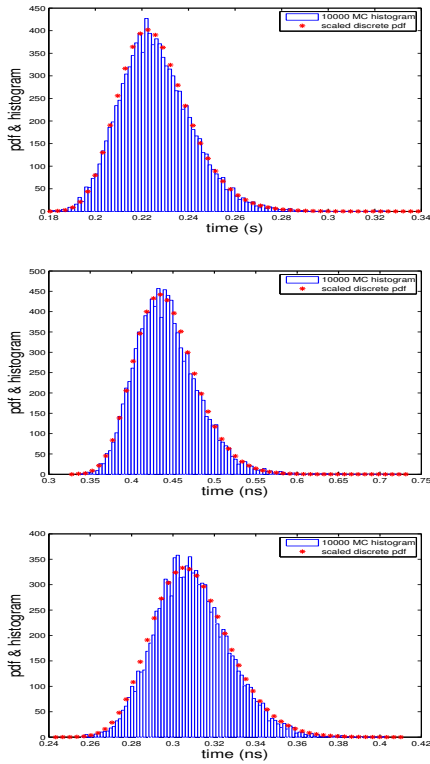 450
400
350
300
250
200
150
100
50
0
pdf & histogram
10000 MC histogram
scaled discrete pdf
0.18 0.2 0.22 0.24 0.26 0.28 0.3 0.32 0.34
time (s)
500
450
400
350
300
250
200
150
100
50
0
pdf & histogram
10000 MC histogram
scaled discrete pdf
0.3 0.35 0.4 0.45 0.5 0.55 0.6 0.65 0.7 0.75
time (ns)
400
350
300
250
200
150
100
50
0
pdf & histogram
10000 MC histogram
scaled discrete pdf
0.24 0.26 0.28 0.3 0.32 0.34 0.36 0.38 0.4 0.42
time (ns)